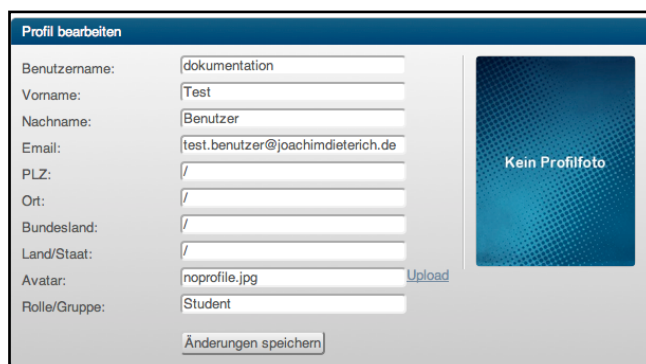 Profil bearbeiten
Benutzername: dokumentation
Vorname: Test
Nachname: Benutzer
Email: test.benutzer@joachimdieterich.de
PLZ: /
Ort: /
Bundesland: /
Land/Staat: /
Avatar: noprofile.jpg Upload
Rolle/Gruppe: Student
Änderungen speichern
Kein Profilfoto